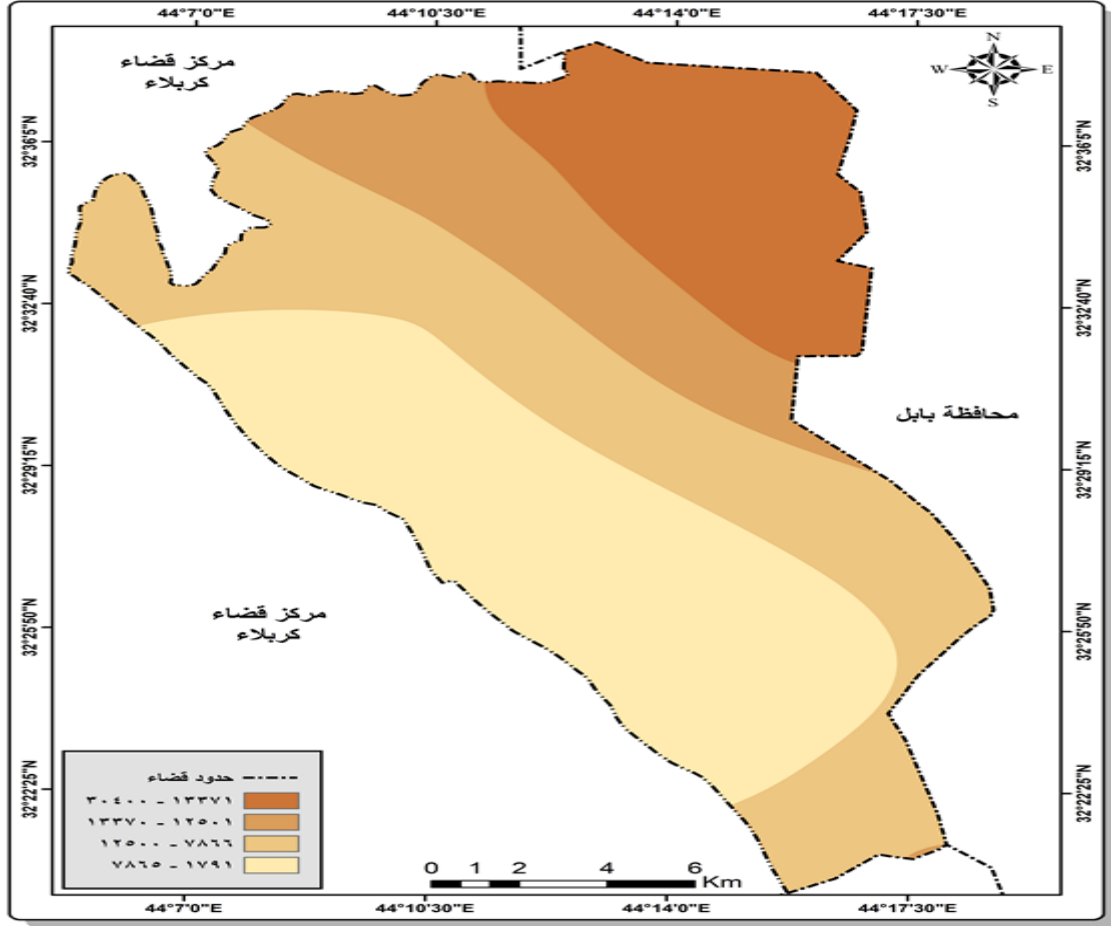 44°7'0"E 44°10'30"E 44°14'0"E 44°17'30"E
مركز قضاء
كربلاء
N
W E
S
32°36'5"N 32°36'5"N
32°32'40"N 32°32'40"N
محافظة بابل
32°29'15"N 32°29'15"N
مركز قضاء
كربلاء
32°25'50"N 32°25'50"N
32°22'25"N 32°22'25"N
حدود قضاء
١٣٣٧١ - ٣٠٤٠٠
١٢٥٠١ - ١٣٣٧٠
٧٨٦٦ - ١٢٥٠٠
١٧٩١ - ٧٨٦٥
0 1 2 4 6
Km
44°7'0"E 44°10'30"E 44°14'0"E 44°17'30"E